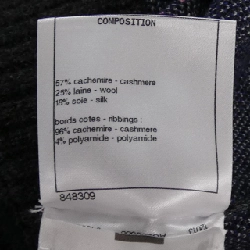 COMPOSITION
57% cachemire - cashmere
25% laine - wool
18% soie - silk
bords cotes - ribbings :
96% cachemire - cashmere
4% polyamide - polyamide
848309